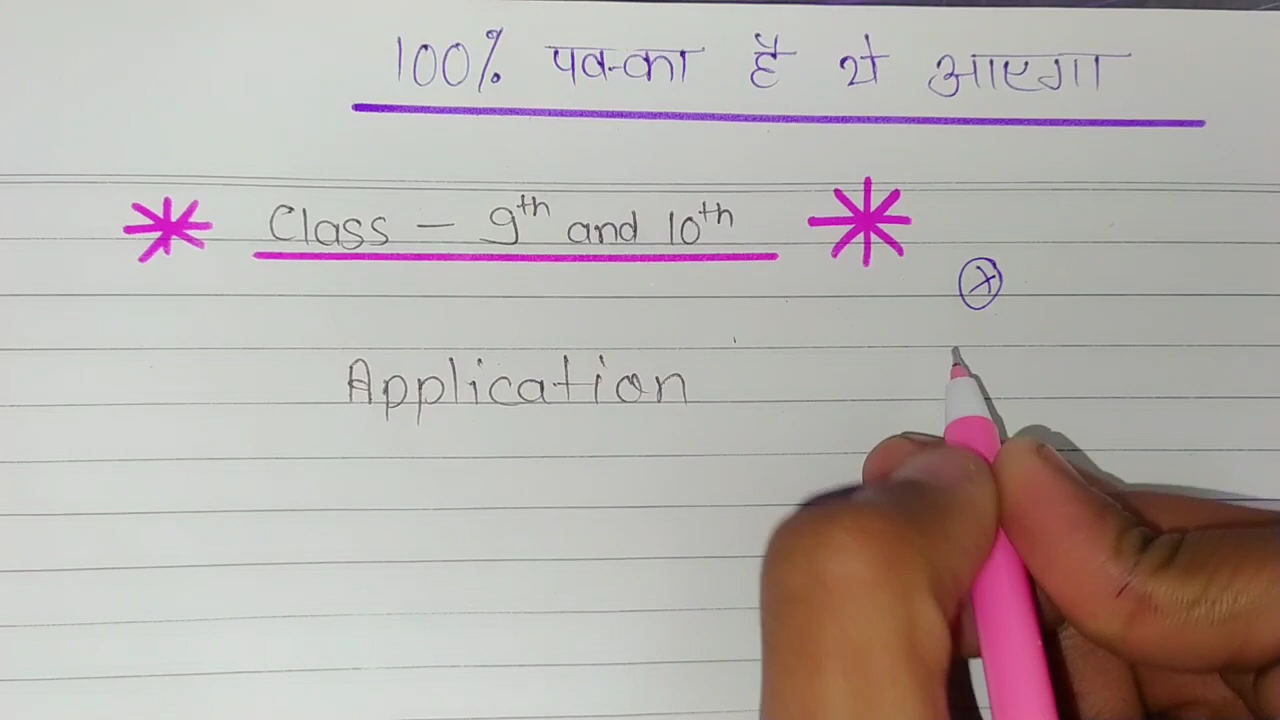 100% पक्का है ये आएगा
Class - 9th and 10th
Application